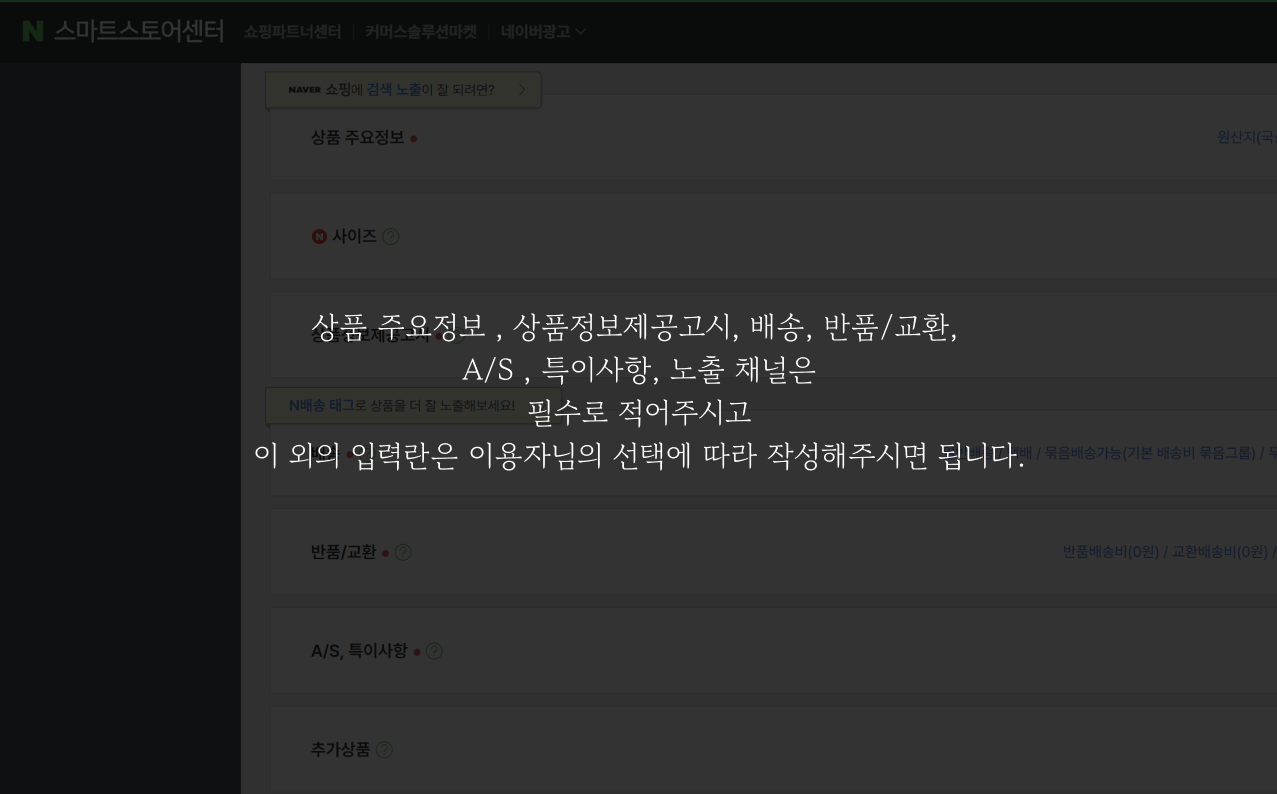 N 스마트스토어센터 쇼핑파트너센터 커머스솔루션마켓 네이버광고
NAVER 쇼핑에 검색 노출이 잘 되려면?
상품 주요정보
원산지(국
N 사이즈
상품 주요정보 , 상품정보제공고시, 배송, 반품/교환,
상품정보제공고시
A/S , 특이사항, 노출 채널은
N배송 태그로 상품을 더 잘 노출해보세요!
필수로 적어주시고
이 외의 입력란은 이용자님의 선택에 따라 작성해주시면 됩니다.
/ 묶음배송가능(기본 배송비 묶음그룹) /
반품/교환
반품배송비(0원) / 교환배송비(0원) /
A/S, 특이사항
추가상품